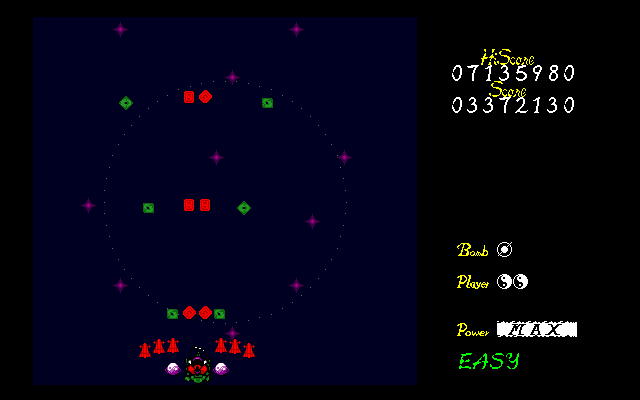 HiScore
07135980
Score
03372130
Bomb
Player
Power MAX
EASY